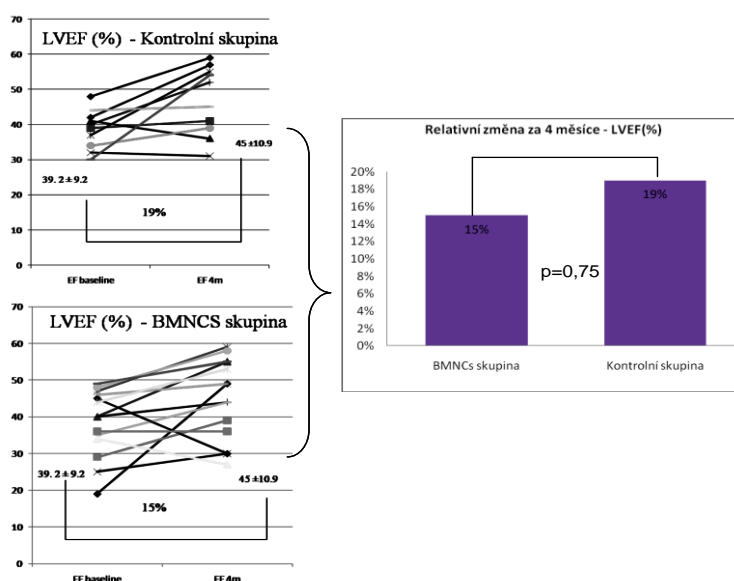 LVEF (%) - Kontrolní skupina
70
60
50
40
30
20
10
0
39. 2 ± 9.2
45 ±10.9
19%
EF baseline
EF 4m
LVEF (%) - BMNCS skupina
70
60
50
40
30
20
10
0
39. 2 ± 9.2
45 ±10.9
15%
EF baseline
EF 4m
Relativní změna za 4 měsíce - LVEF(%)
20%
18%
16%
14%
12%
10%
8%
6%
4%
2%
0%
15%
19%
p=0,75
BMNCs skupina
Kontrolní skupina